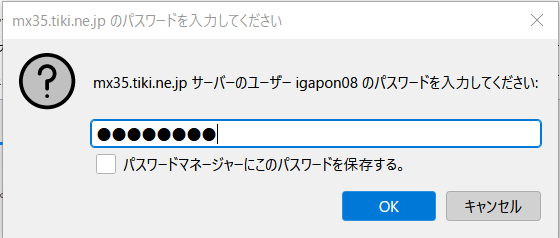 mx35.tiki.ne.jp のパスワードを入力してください
mx35.tiki.ne.jp サーバーのユーザー igapon08 のパスワードを入力してください:
●●●●●●●●
パスワードマネージャーにこのパスワードを保存する。
OK キャンセル